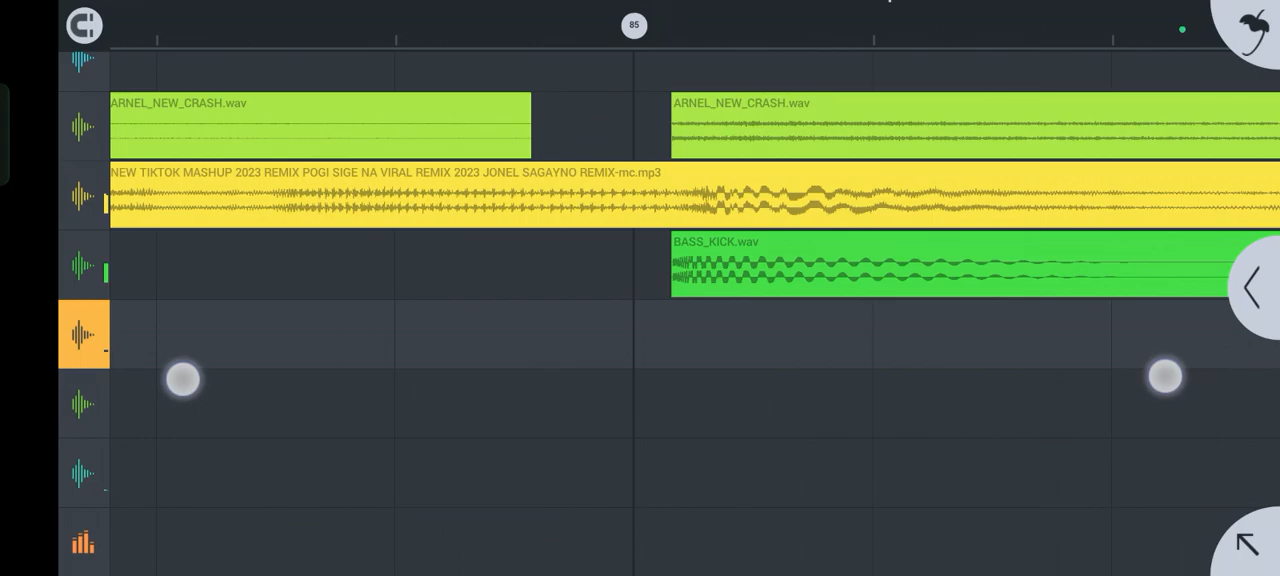 85
ARNEL_NEW_CRASH.wav
ARNEL_NEW_CRASH.wav
NEW TIKTOK MASHUP 2023 REMIX POGI SIGE NA VIRAL REMIX 2023 JONEL SAGAYNO REMIX-mc.mp3
BASS_KICK.wav